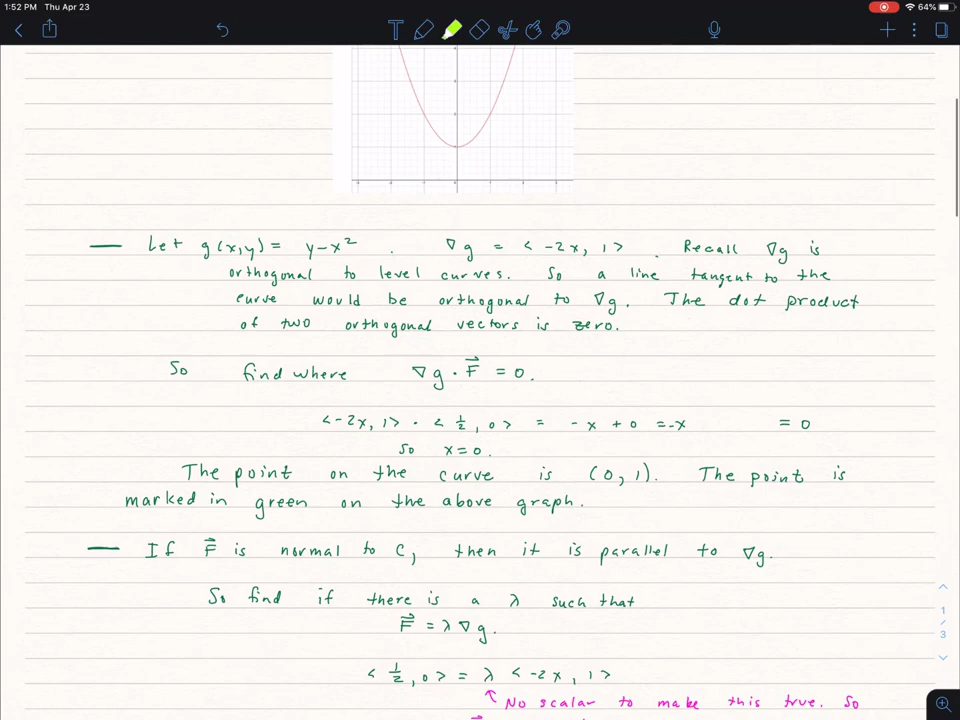 1:52 PM Thu Apr 23
64%
— Let g(x,y) = y-x² . ∇g = < -2x, 1 > . Recall ∇g is
orthogonal to level curves. So a line tangent to the
curve would be orthogonal to ∇g. The dot product
of two orthogonal vectors is zero.
So find where ∇g · F⃗ = 0.
< -2x, 1 > · < 1/2, 0 > = -x + 0 = -x = 0
so x = 0.
The point on the curve is (0, 1). The point is
marked in green on the above graph.
— If F⃗ is normal to C, then it is parallel to ∇g.
So find if there is a λ such that
F⃗ = λ ∇g.
< 1/2, 0 > = λ < -2x, 1 >
↑ No scalar to make this true. So
1
/
3